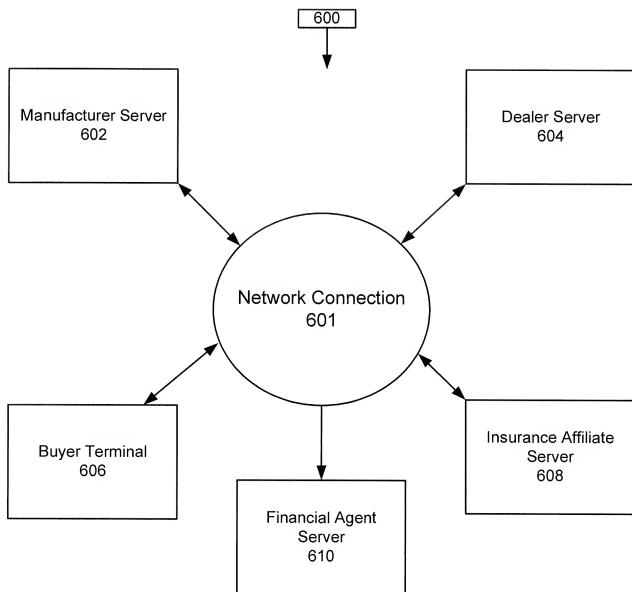 600
Manufacturer Server
602
Dealer Server
604
Network Connection
601
Buyer Terminal
606
Insurance Affiliate
Server
608
Financial Agent
Server
610